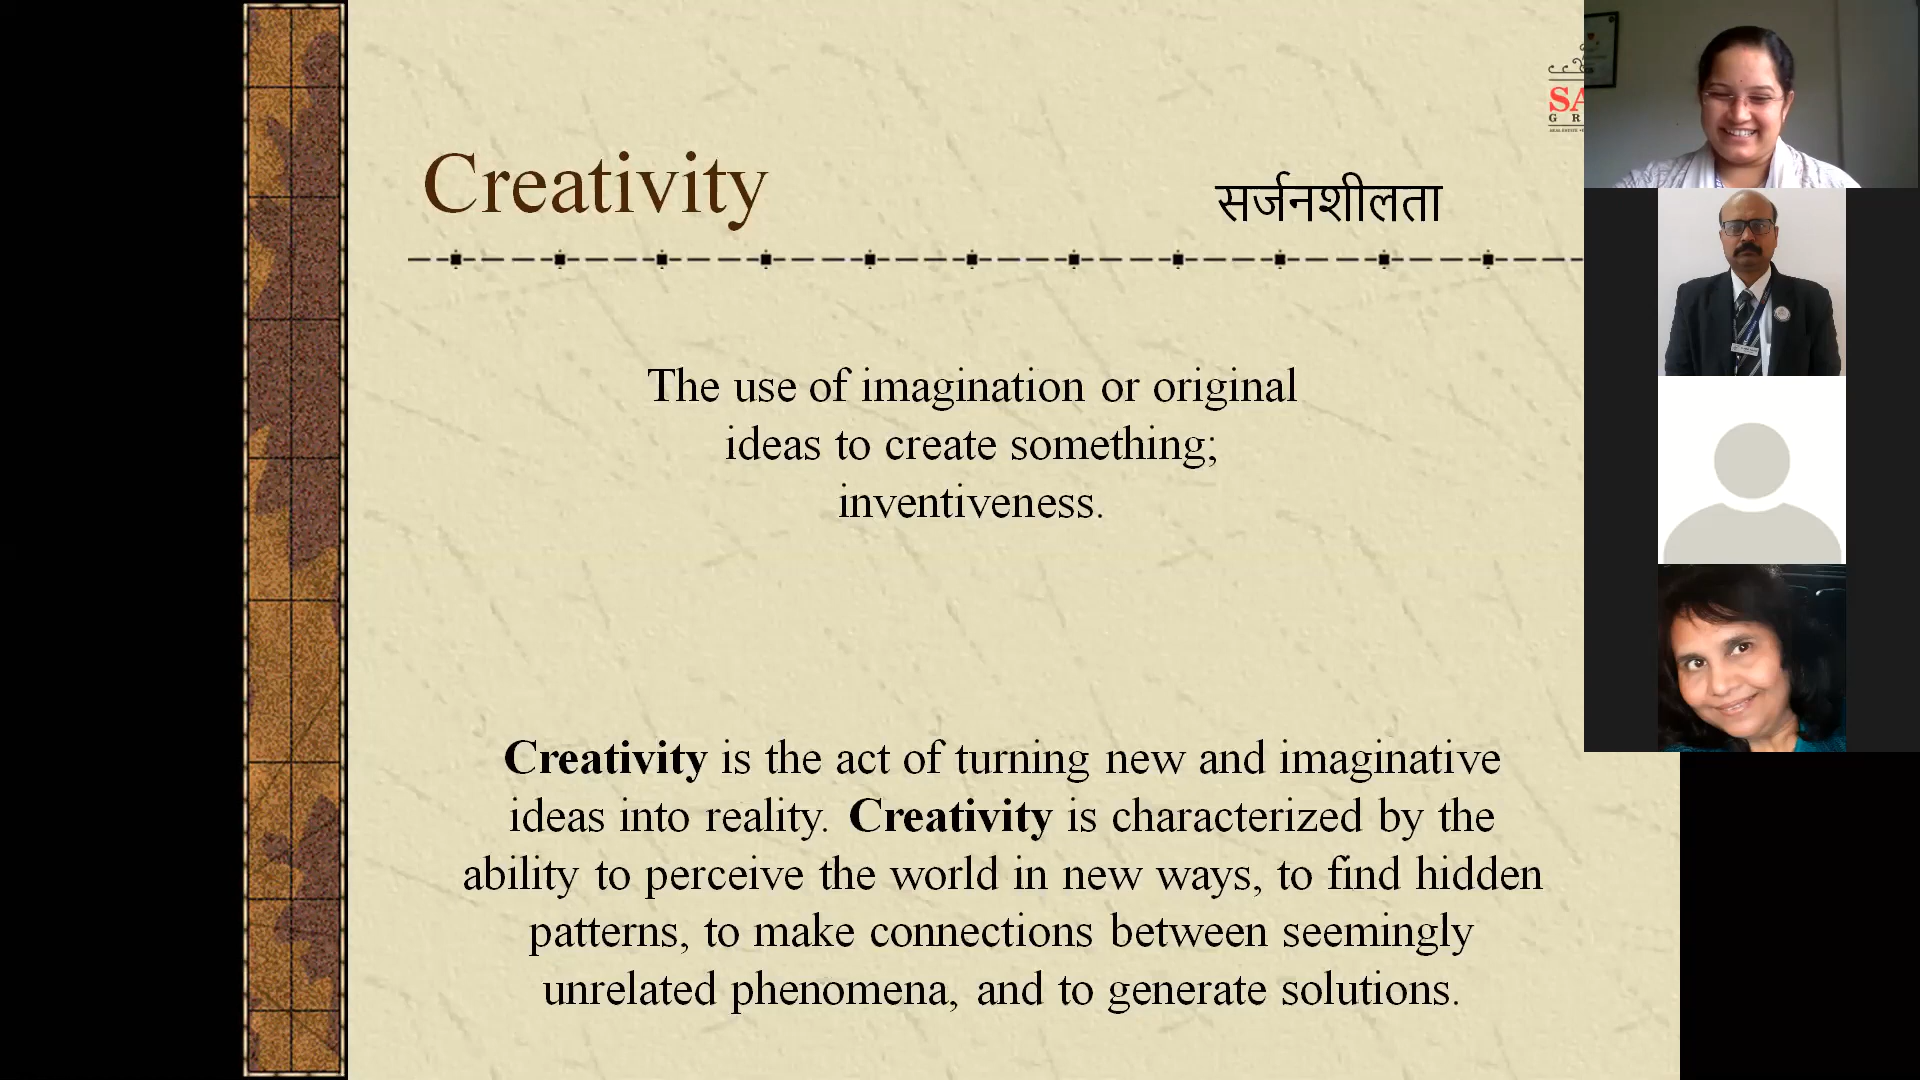 Creativity
सर्जनशीलता
The use of imagination or original
ideas to create something;
inventiveness.
Creativity is the act of turning new and imaginative
ideas into reality. Creativity is characterized by the
ability to perceive the world in new ways, to find hidden
patterns, to make connections between seemingly
unrelated phenomena, and to generate solutions.